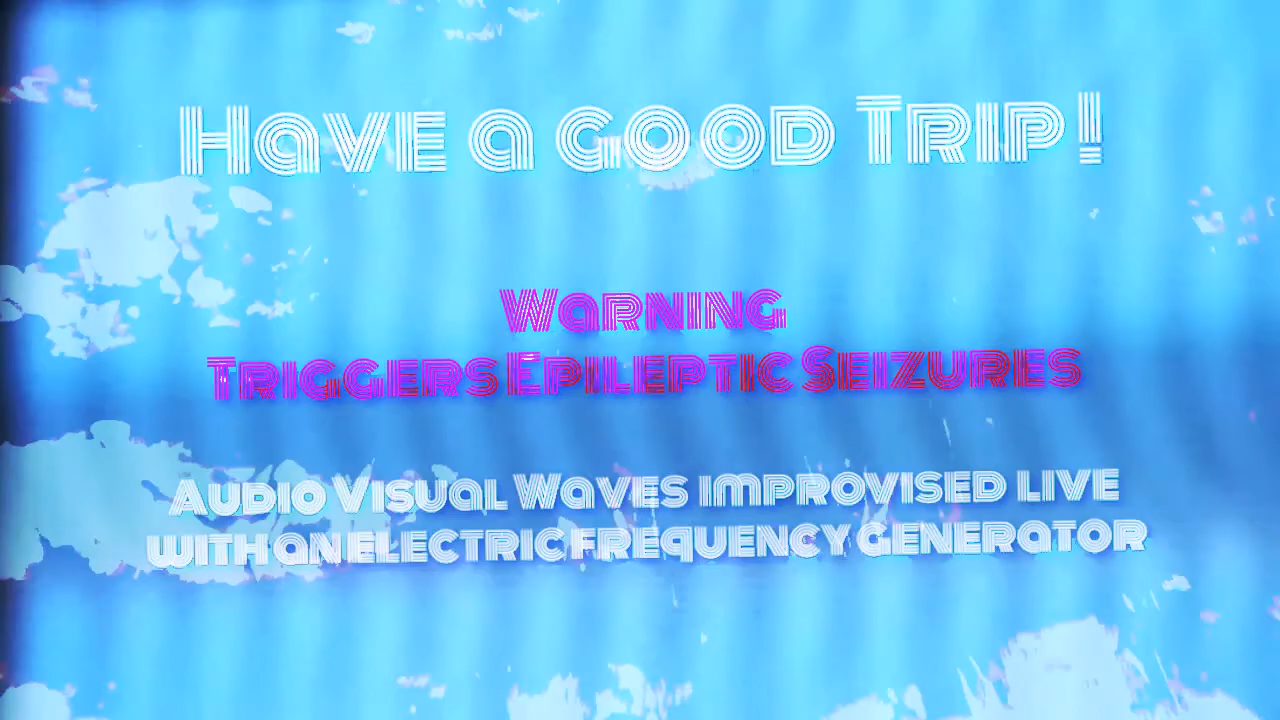 Have a good Trip!
Warning
Triggers Epileptic Seizures
Audio Visual Waves improvised live
with an electric frequency generator